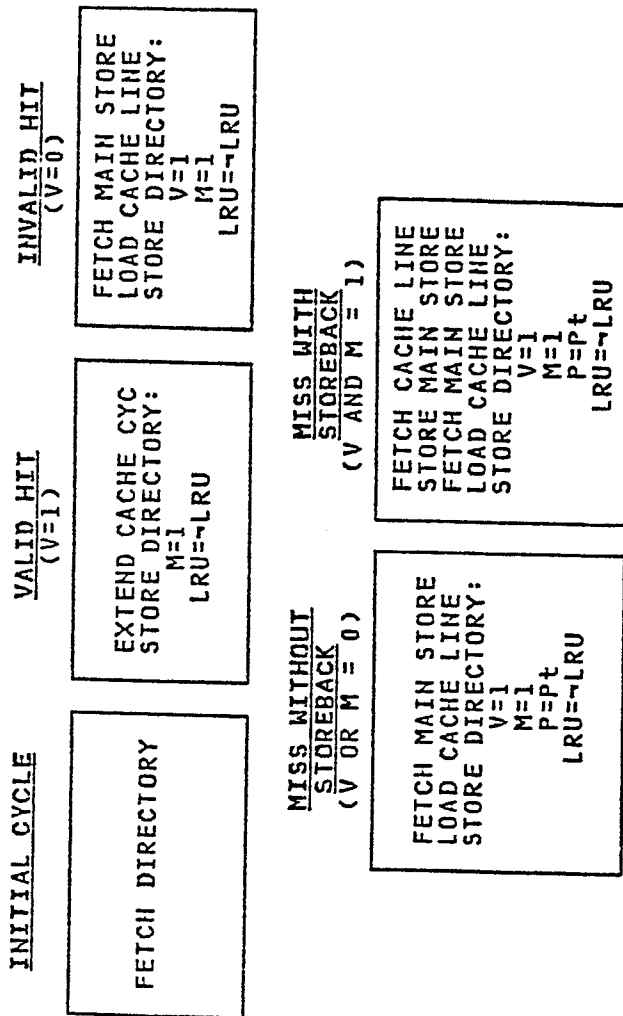 INITIAL CYCLE
FETCH DIRECTORY
VALID HIT
(V=1)
EXTEND CACHE CYC
STORE DIRECTORY:
M=1
LRU=¬LRU
INVALID HIT
(V=0)
FETCH MAIN STORE
LOAD CACHE LINE
STORE DIRECTORY:
V=1
M=1
LRU=¬LRU
MISS WITHOUT
STOREBACK
(V OR M = 0)
FETCH MAIN STORE
LOAD CACHE LINE
STORE DIRECTORY:
V=1
M=1
P=Pt
LRU=¬LRU
MISS WITH
STOREBACK
(V AND M = 1)
FETCH CACHE LINE
STORE MAIN STORE
FETCH MAIN STORE
LOAD CACHE LINE
STORE DIRECTORY:
V=1
M=1
P=Pt
LRU=¬LRU